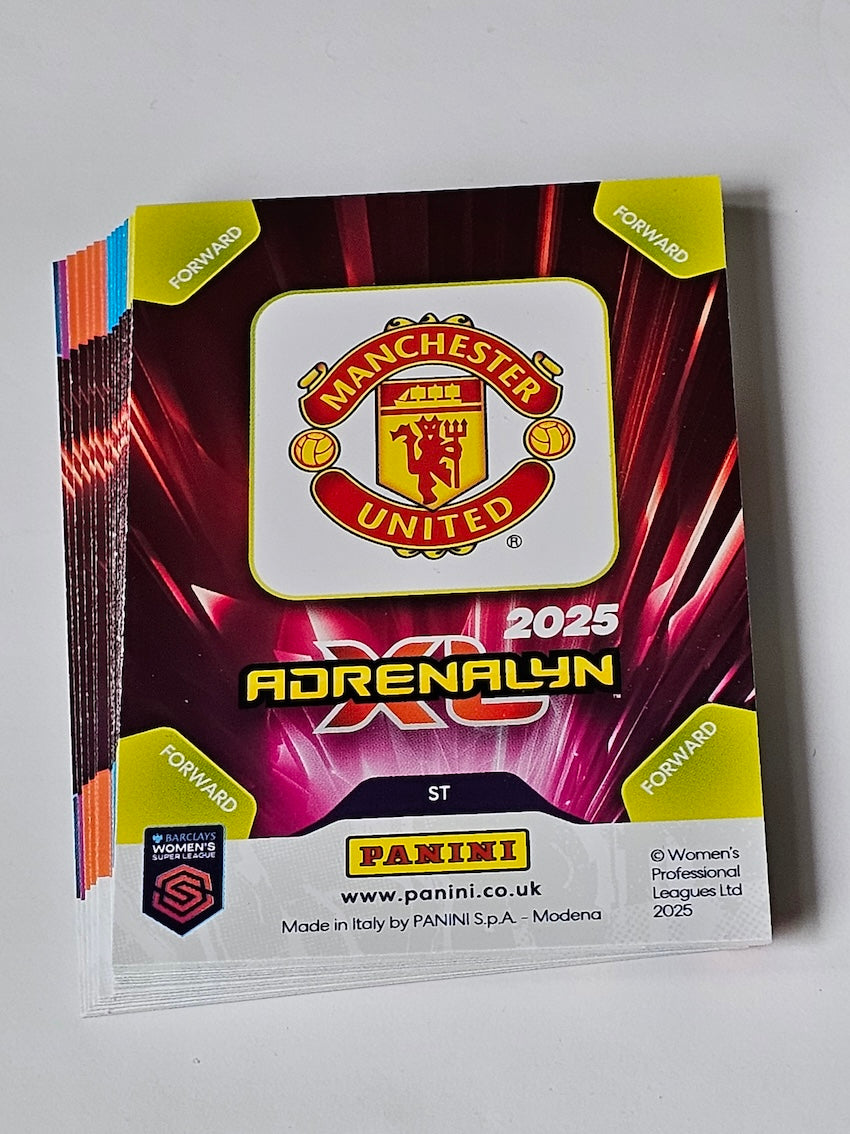 FORWARD
FORWARD
MANCHESTER
UNITED
®
2025
XL
ADRENALYN
™
ST
FORWARD
FORWARD
BARCLAYS
WOMEN'S
SUPER LEAGUE
PANINI
www.panini.co.uk
Made in Italy by PANINI S.p.A. - Modena
© Women's
Professional
Leagues Ltd
2025